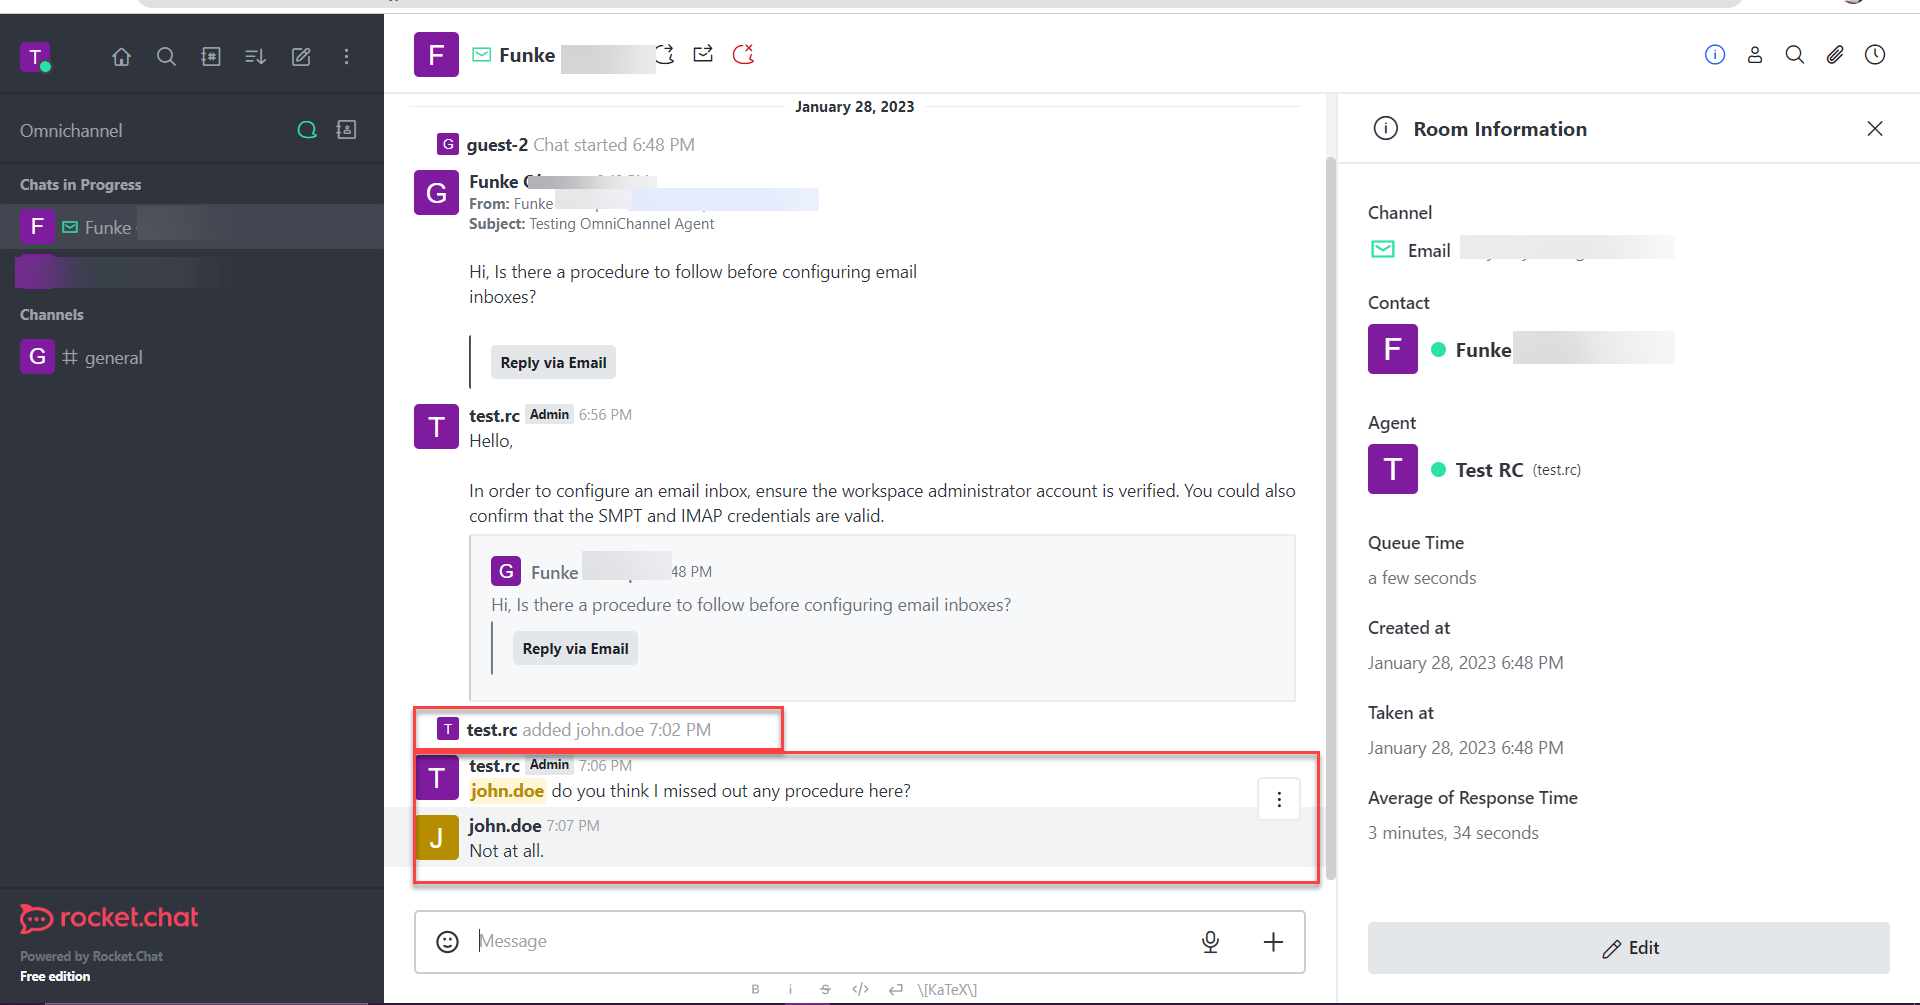 T
Omnichannel
Chats in Progress
F Funke
Channels
G # general
rocket.chat
Powered by Rocket.Chat
Free edition
F Funke
January 28, 2023
G guest-2 Chat started 6:48 PM
G Funke
From: Funke
Subject: Testing OmniChannel Agent
Hi, Is there a procedure to follow before configuring email
inboxes?
Reply via Email
T test.rc Admin 6:56 PM
Hello,
In order to configure an email inbox, ensure the workspace administrator account is verified. You could also
confirm that the SMPT and IMAP credentials are valid.
G Funke 48 PM
Hi, Is there a procedure to follow before configuring email inboxes?
Reply via Email
T test.rc added john.doe 7:02 PM
T test.rc Admin 7:06 PM
john.doe do you think I missed out any procedure here?
J john.doe 7:07 PM
Not at all.
Message
B i S </> \[KaTeX\]
Room Information
Channel
Email
Contact
F Funke
Agent
T Test RC (test.rc)
Queue Time
a few seconds
Created at
January 28, 2023 6:48 PM
Taken at
January 28, 2023 6:48 PM
Average of Response Time
3 minutes, 34 seconds
Edit